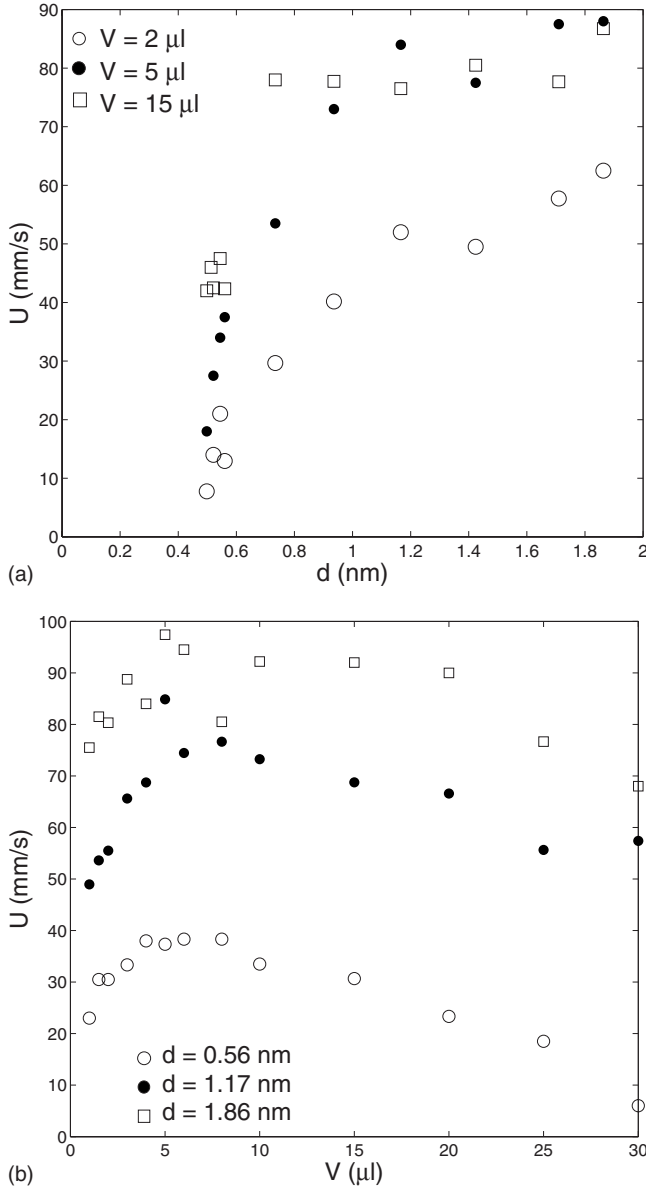 90
80
70
60
50
40
30
20
10
0
U (mm/s)
V = 2 μl
V = 5 μl
V = 15 μl
0 0.2 0.4 0.6 0.8 1 1.2 1.4 1.6 1.8 2
(a)
d (nm)
100
90
80
70
60
50
40
30
20
10
0
U (mm/s)
d = 0.56 nm
d = 1.17 nm
d = 1.86 nm
0 5 10 15 20 25 30
(b)
V (μl)